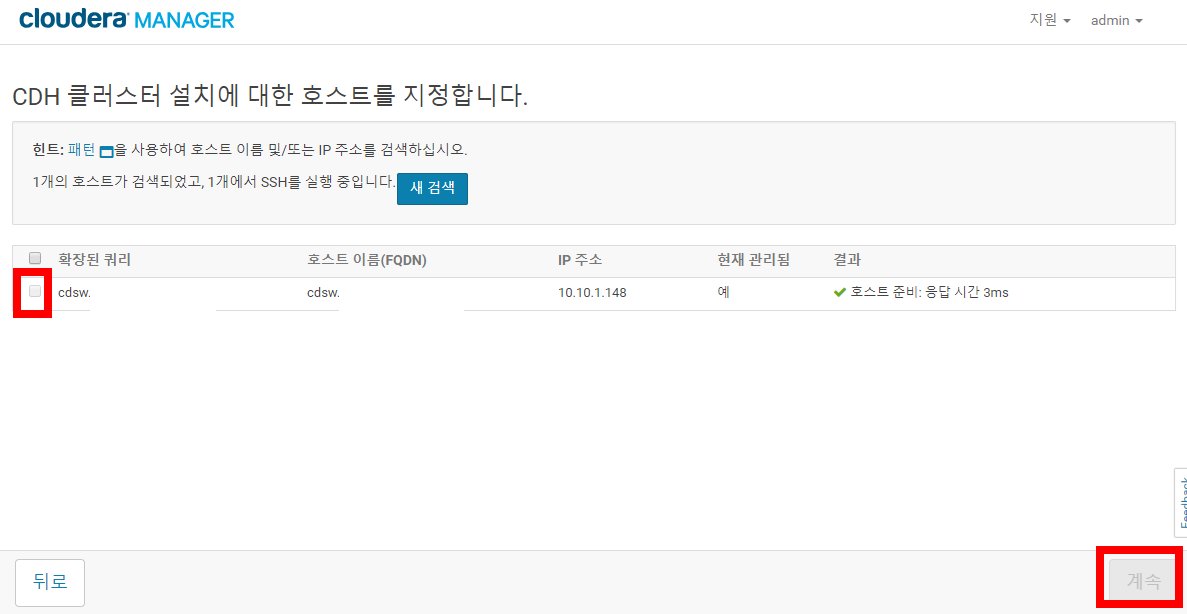 cloudera MANAGER 지원 admin
CDH 클러스터 설치에 대한 호스트를 지정합니다.
힌트: 패턴 을 사용하여 호스트 이름 및/또는 IP 주소를 검색하십시오.
1개의 호스트가 검색되었고, 1개에서 SSH를 실행 중입니다. 새 검색
확장된 쿼리 호스트 이름(FQDN) IP 주소 현재 관리됨 결과
cdsw. cdsw. 10.10.1.148 예 호스트 준비: 응답 시간 3ms
Feedback
뒤로 계속